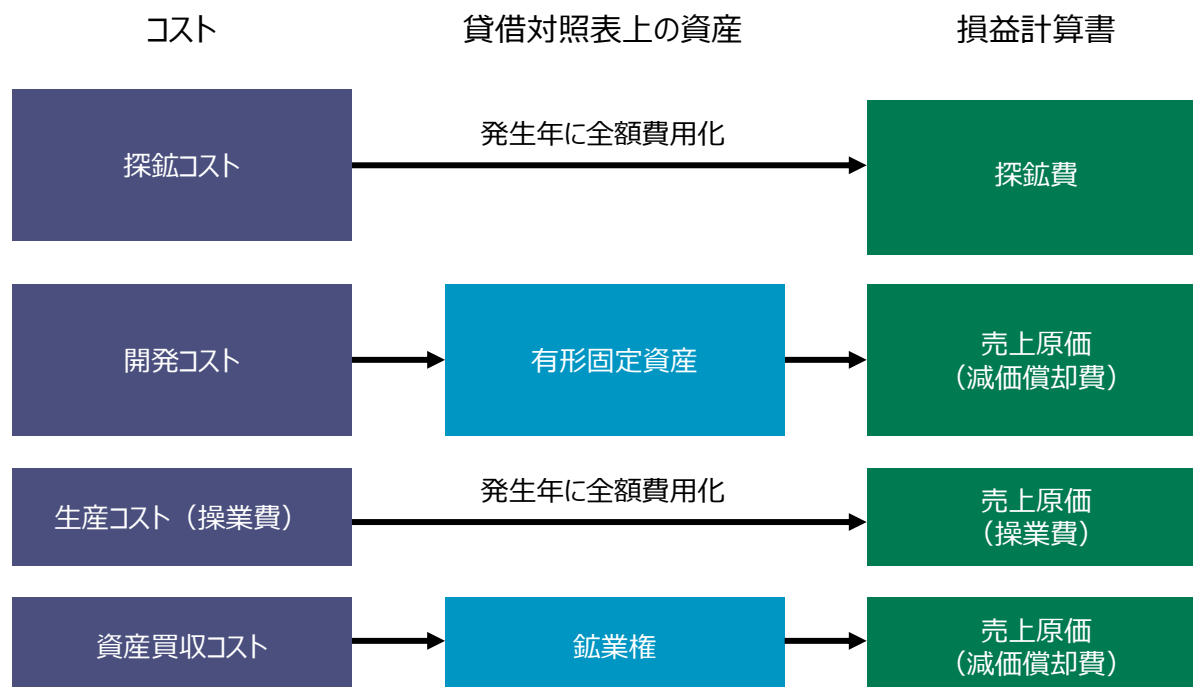 コスト
貸借対照表上の資産
損益計算書
探鉱コスト
発生年に全額費用化
探鉱費
開発コスト
有形固定資産
売上原価
（減価償却費）
生産コスト（操業費）
発生年に全額費用化
売上原価
（操業費）
資産買収コスト
鉱業権
売上原価
（減価償却費）